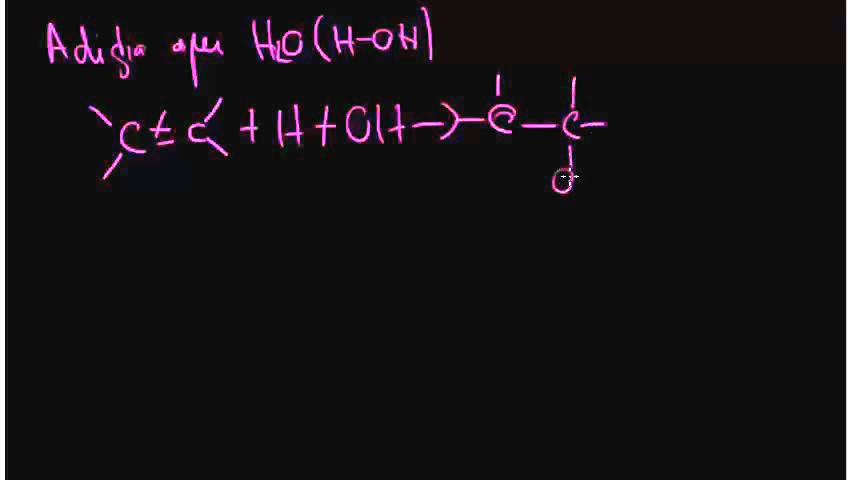 Adiția apei H2O (H-OH)
C = C + H + OH → C - C -
O